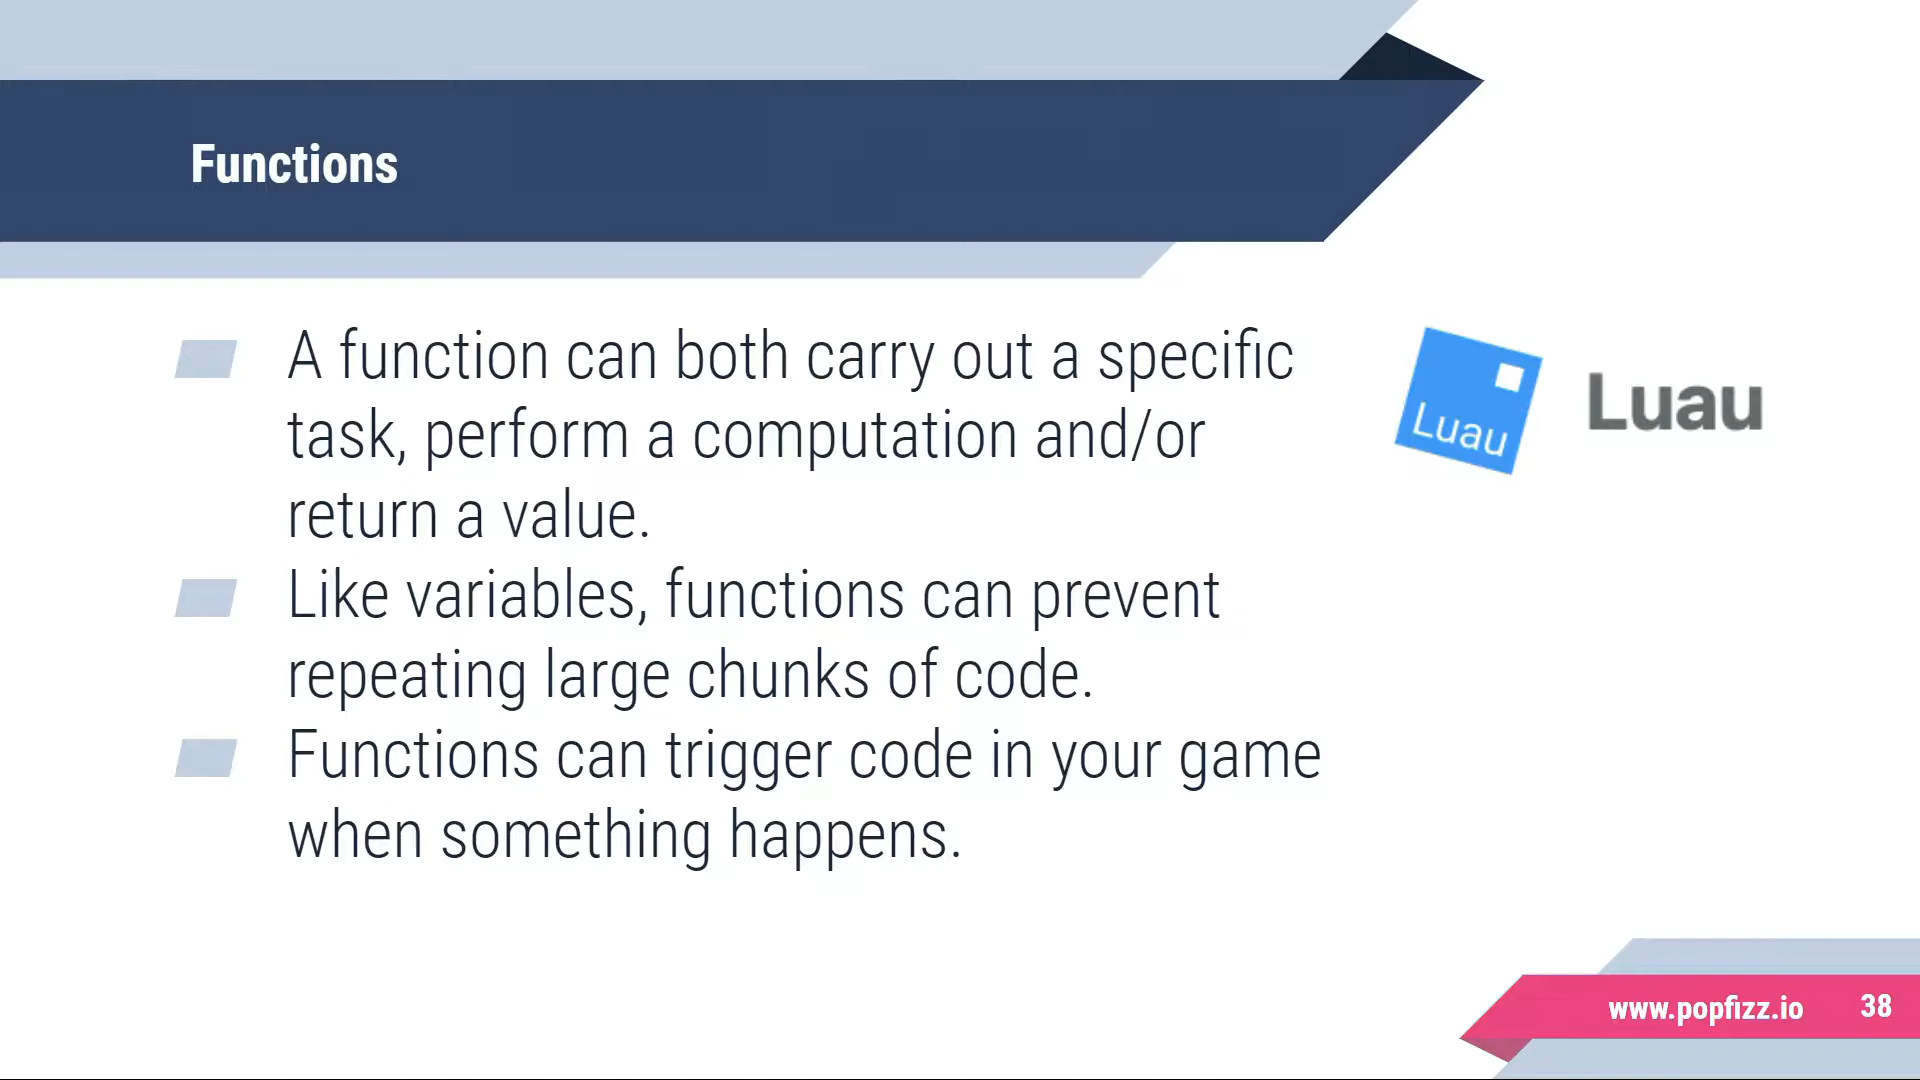 Functions
A function can both carry out a specific
task, perform a computation and/or
return a value.
Like variables, functions can prevent
repeating large chunks of code.
Functions can trigger code in your game
when something happens.
Luau
Luau
www.popfizz.io 38